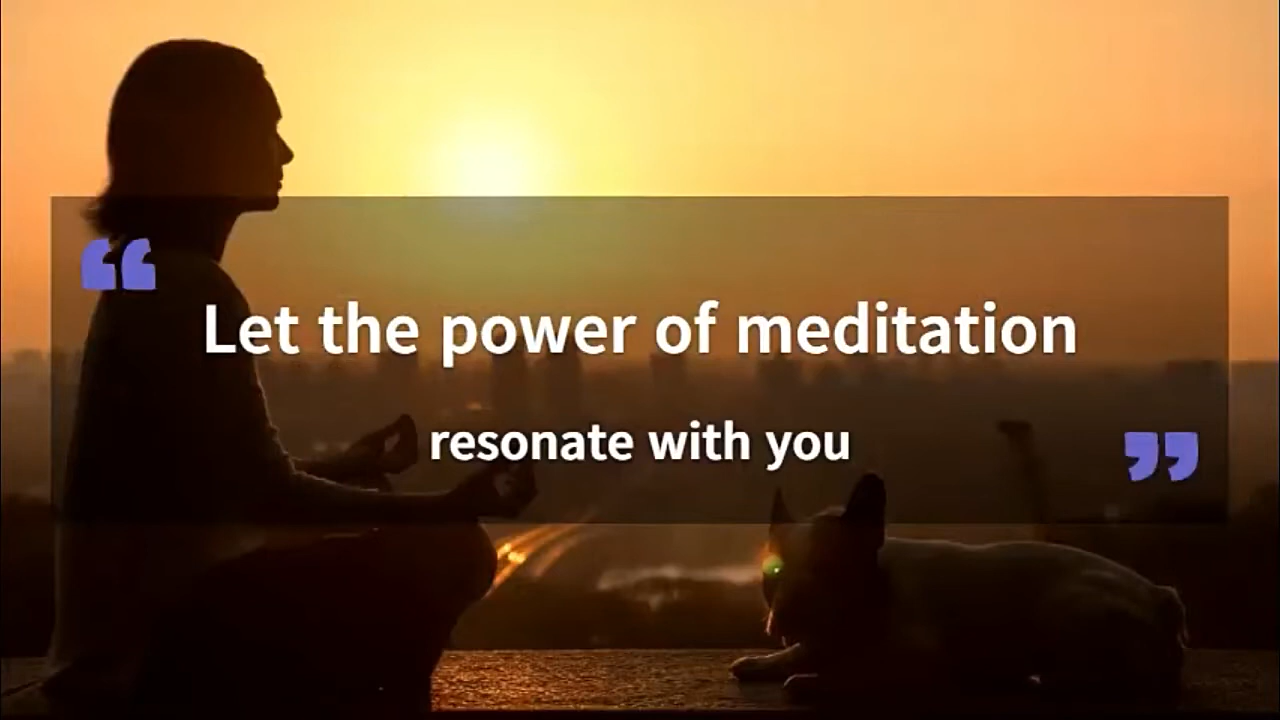 “
Let the power of meditation
resonate with you
”